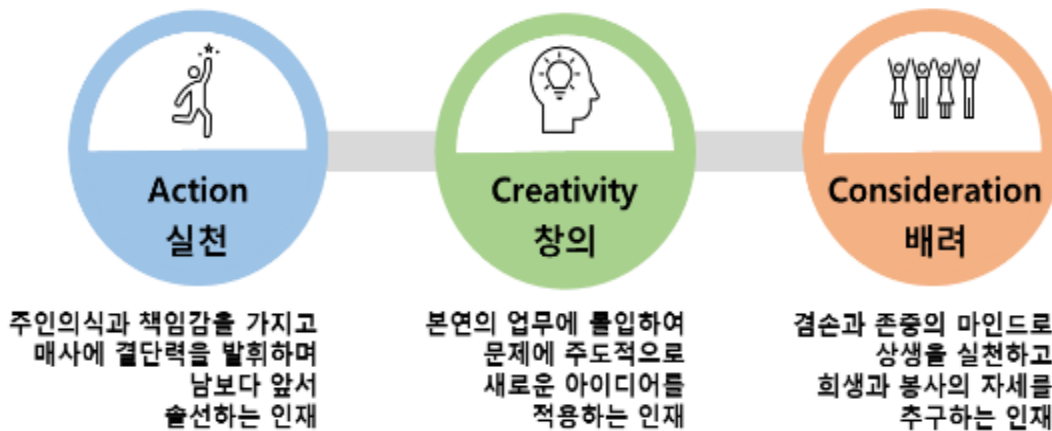 Action
실천
주인의식과 책임감을 가지고
매사에 결단력을 발휘하며
남보다 앞서
솔선하는 인재
Creativity
창의
본연의 업무에 몰입하여
문제에 주도적으로
새로운 아이디어를
적용하는 인재
Consideration
배려
겸손과 존중의 마인드로
상생을 실천하고
희생과 봉사의 자세를
추구하는 인재